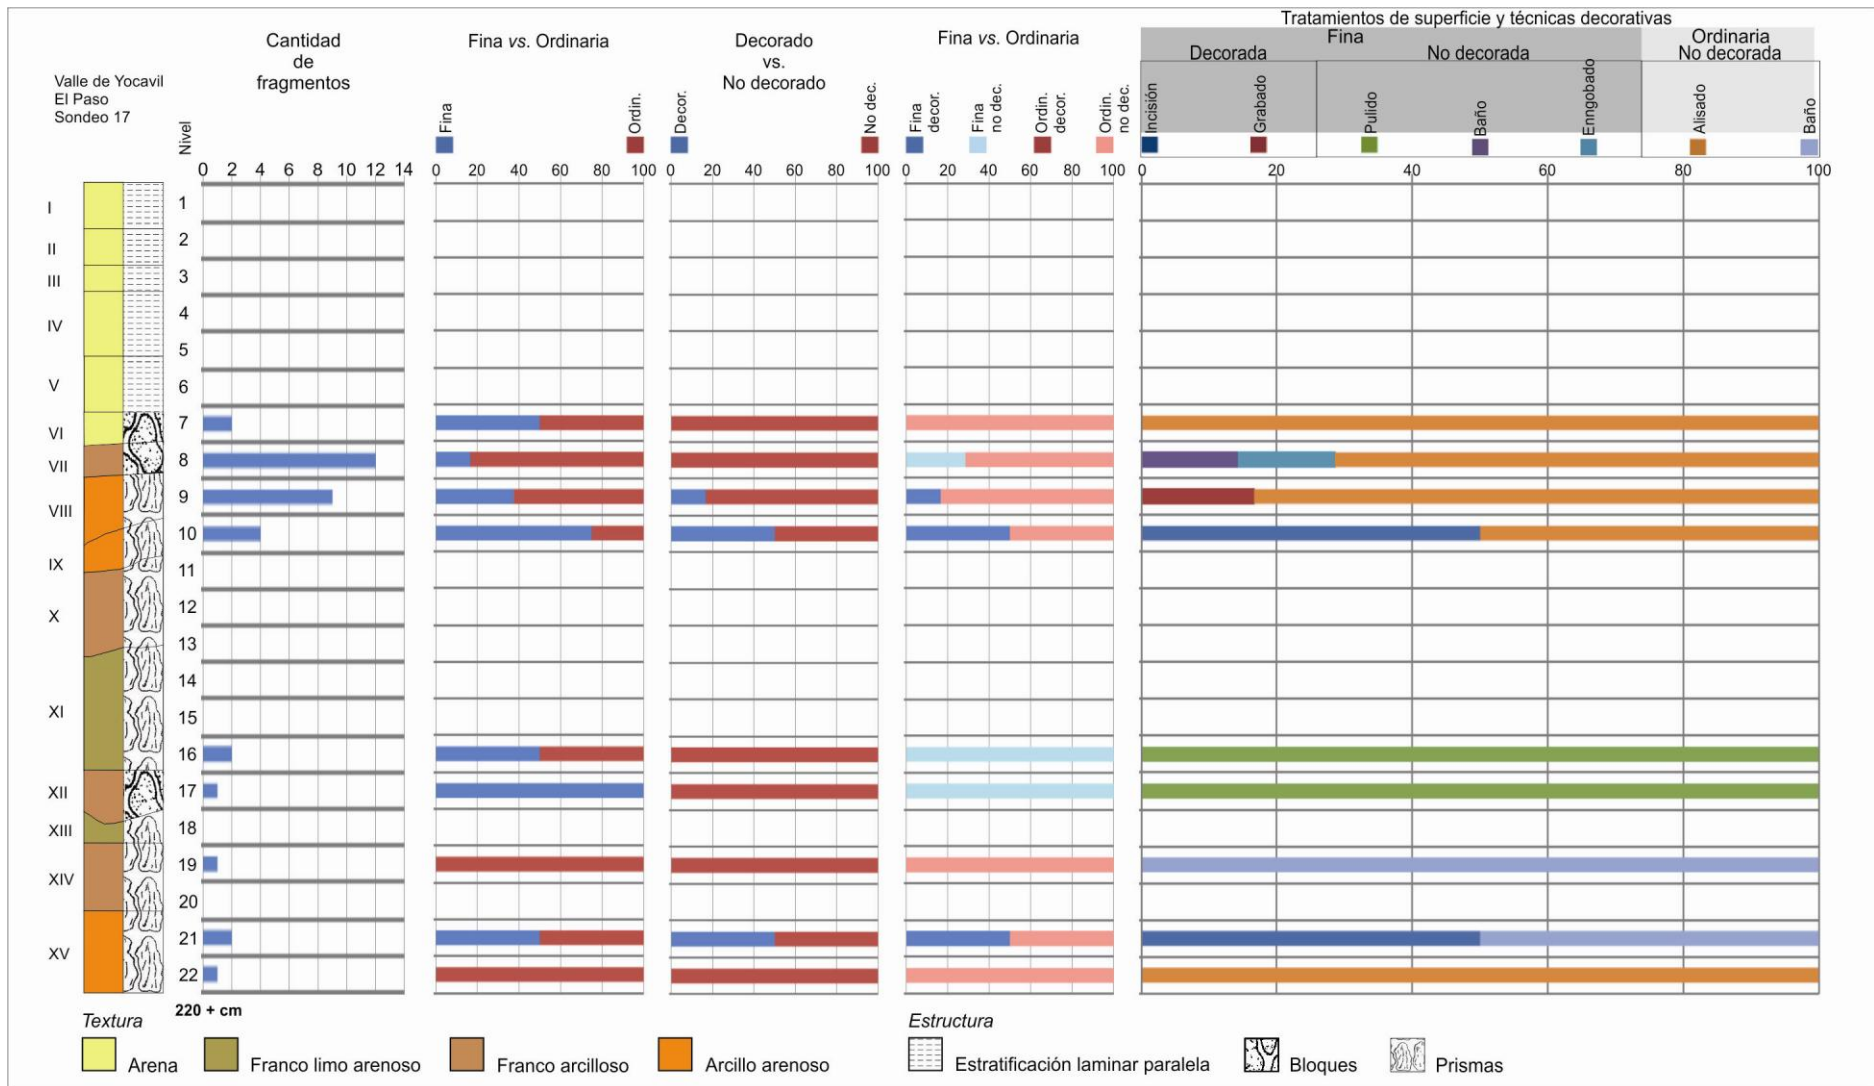 Tratamientos de superficie y técnicas decorativas
Cantidad de fragmentos
Fina vs. Ordinaria
Decorado vs. No decorado
Fina vs. Ordinaria
Fina
Ordinaria
Decorada
No decorada
No decorada
Valle de Yocavil
El Paso
Sondeo 17
Nivel
Fina
Ordin.
Decor.
No dec.
Fina decor.
Fina no dec.
Ordin. decor.
Ordin. no dec.
Incisión
Grabado
Pulido
Baño
Enngobado
Alisado
Baño
0 2 4 6 8 10 12 14
0 20 40 60 80 100
0 20 40 60 80 100
0 20 40 60 80 100
0 20 40 60 80 100
I
II
III
IV
V
VI
VII
VIII
IX
X
XI
XII
XIII
XIV
XV
1
2
3
4
5
6
7
8
9
10
11
12
13
14
15
16
17
18
19
20
21
22
220 + cm
Textura
Arena
Franco limo arenoso
Franco arcilloso
Arcillo arenoso
Estructura
Estratificación laminar paralela
Bloques
Prismas